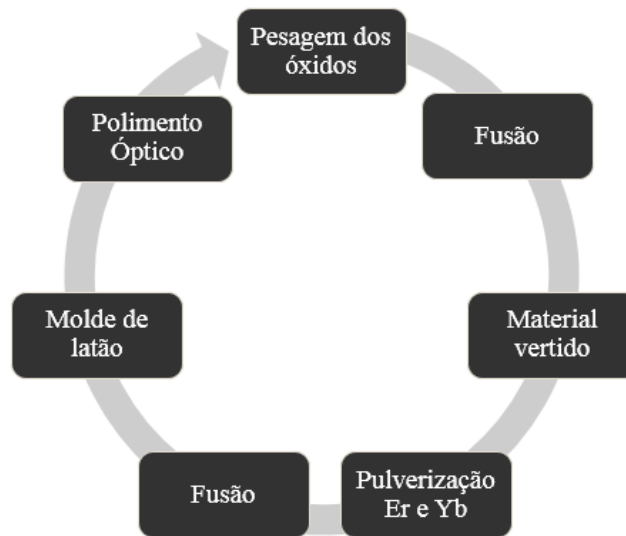 Pesagem dos
óxidos
Fusão
Material
vertido
Pulverização
Er e Yb
Fusão
Molde de
latão
Polimento
Óptico